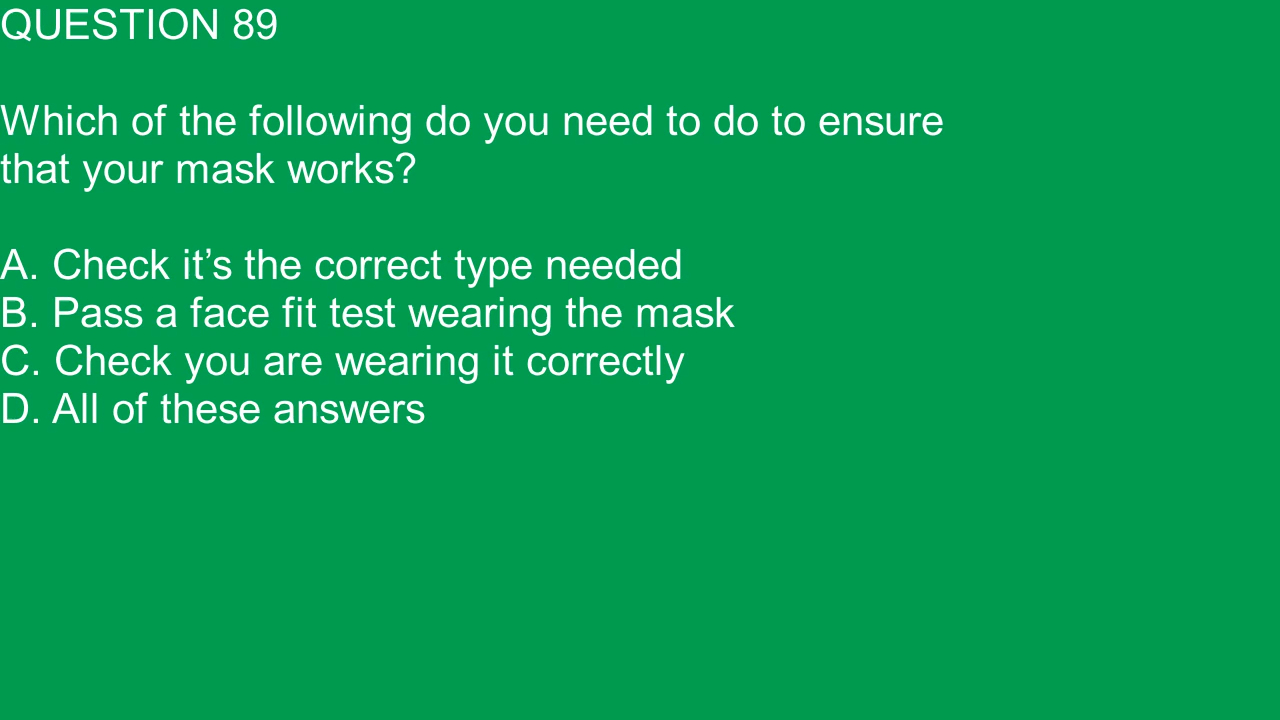 QUESTION 89
Which of the following do you need to do to ensure
that your mask works?
A. Check it’s the correct type needed
B. Pass a face fit test wearing the mask
C. Check you are wearing it correctly
D. All of these answers